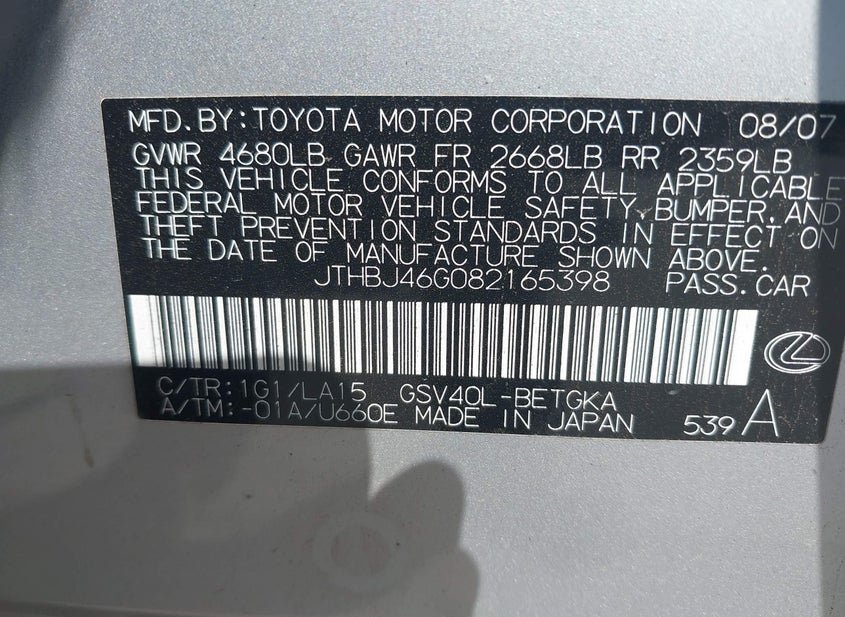 MFD.BY:TOYOTA MOTOR CORPORATION 08/07
GVWR 4680LB GAWR FR 2668LB RR 2359LB
THIS VEHICLE CONFORMS TO ALL APPLICABLE
FEDERAL MOTOR VEHICLE SAFETY,BUMPER,AND
THEFT PREVENTION STANDARDS IN EFFECT ON
THE DATE OF MANUFACTURE SHOWN ABOVE.
JTHBJ46G082165398 PASS.CAR
C/TR:1G1/LA15 GSV40L-BETGKA
A/TM:-01A/U660E MADE IN JAPAN 539 A